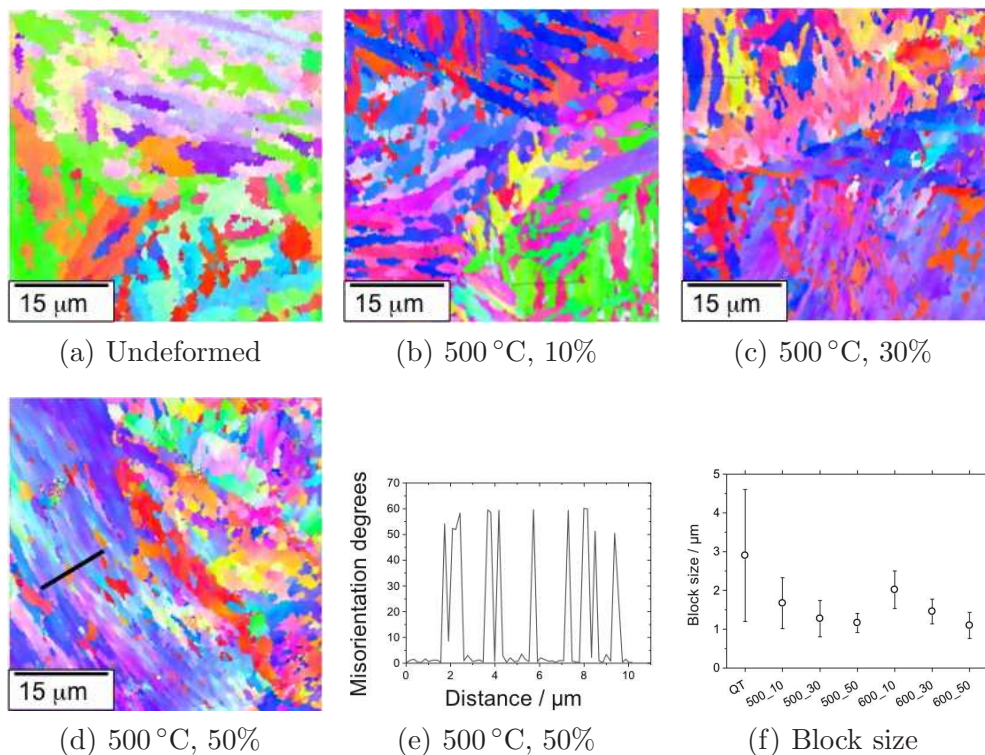 15 μm
15 μm
15 μm
(a) Undeformed
(b) 500 °C, 10%
(c) 500 °C, 30%
15 μm
Misorientation degrees
70
60
50
40
30
20
10
0
0 2 4 6 8 10
Distance / μm
Block size / μm
5
4
3
2
1
0
QT 500_10 500_30 500_50 600_10 600_30 600_50
(d) 500 °C, 50%
(e) 500 °C, 50%
(f) Block size